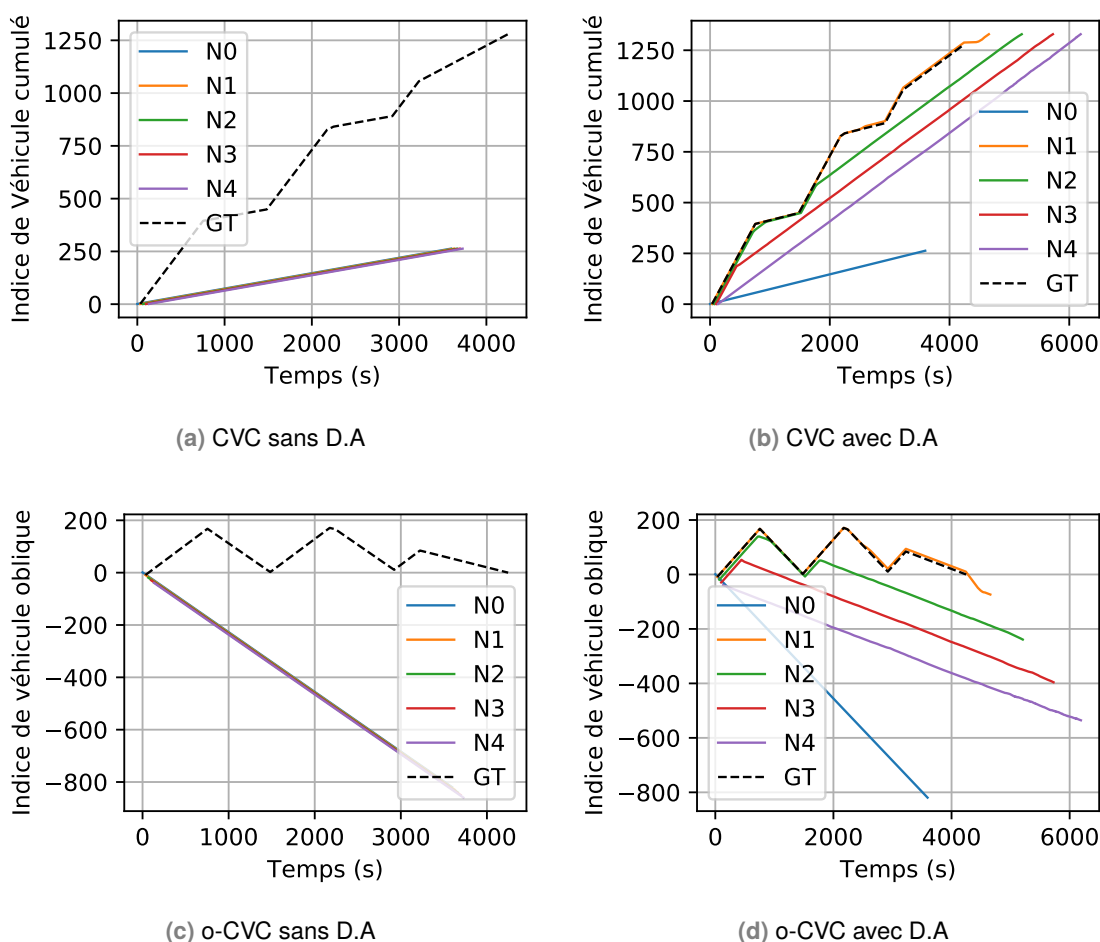 Indice de Véhicule cumulé
1250
1000
750
500
250
0
N0
N1
N2
N3
N4
GT
0 1000 2000 3000 4000
Temps (s)
(a) CVC sans D.A
Indice de Véhicule cumulé
1250
1000
750
500
250
0
N0
N1
N2
N3
N4
GT
0 2000 4000 6000
Temps (s)
(b) CVC avec D.A
Indice de véhicule oblique
200
0
−200
−400
−600
−800
N0
N1
N2
N3
N4
GT
0 1000 2000 3000 4000
Temps (s)
(c) o-CVC sans D.A
Indice de véhicule oblique
200
0
−200
−400
−600
−800
N0
N1
N2
N3
N4
GT
0 2000 4000 6000
Temps (s)
(d) o-CVC avec D.A